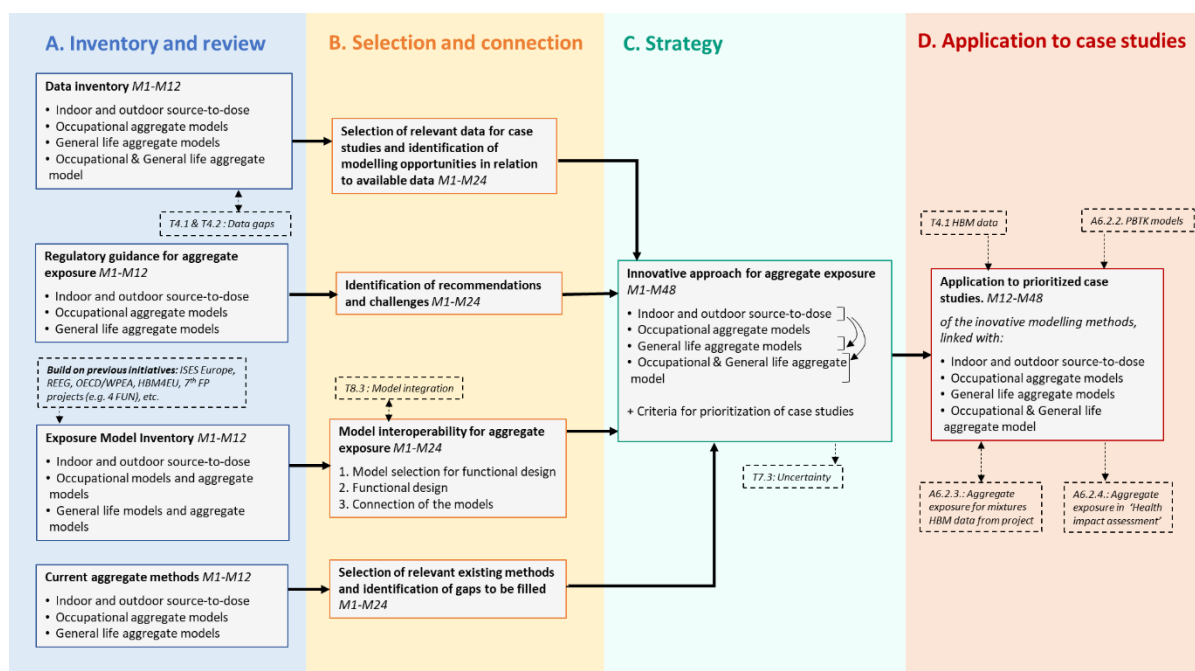 A. Inventory and review
Data inventory M1-M12
• Indoor and outdoor source-to-dose
• Occupational aggregate models
• General life aggregate models
• Occupational & General life aggregate
model
T4.1 & T4.2 : Data gaps
Regulatory guidance for aggregate
exposure M1-M12
• Indoor and outdoor source-to-dose
• Occupational aggregate models
• General life aggregate models
Build on previous initiatives: ISES Europe,
REEG, OECD/WPEA, HBM4EU, 7th FP
projects (e.g. 4 FUN), etc.
Exposure Model Inventory M1-M12
• Indoor and outdoor source-to-dose
• Occupational models and aggregate
models
• General life models and aggregate
models
Current aggregate methods M1-M12
• Indoor and outdoor source-to-dose
• Occupational aggregate models
• General life aggregate models
B. Selection and connection
Selection of relevant data for case
studies and identification of
modelling opportunities in relation
to available data M1-M24
Identification of recommendations
and challenges M1-M24
T8.3 : Model integration
Model interoperability for aggregate
exposure M1-M24
1. Model selection for functional design
2. Functional design
3. Connection of the models
Selection of relevant existing methods
and identification of gaps to be filled
M1-M24
C. Strategy
Innovative approach for aggregate exposure
M1-M48
• Indoor and outdoor source-to-dose
• Occupational aggregate models
• General life aggregate models
• Occupational & General life aggregate
model
+ Criteria for prioritization of case studies
T7.3: Uncertainty
D. Application to case studies
T4.1 HBM data
A6.2.2. PBTK models
Application to prioritized case
studies. M12-M48
of the inovative modelling methods,
linked with:
• Indoor and outdoor source-to-dose
• Occupational aggregate models
• General life aggregate models
• Occupational & General life
aggregate model
A6.2.3.: Aggregate
exposure for mixtures
HBM data from project
A6.2.4.: Aggregate
exposure in ‘Health
impact assessment’